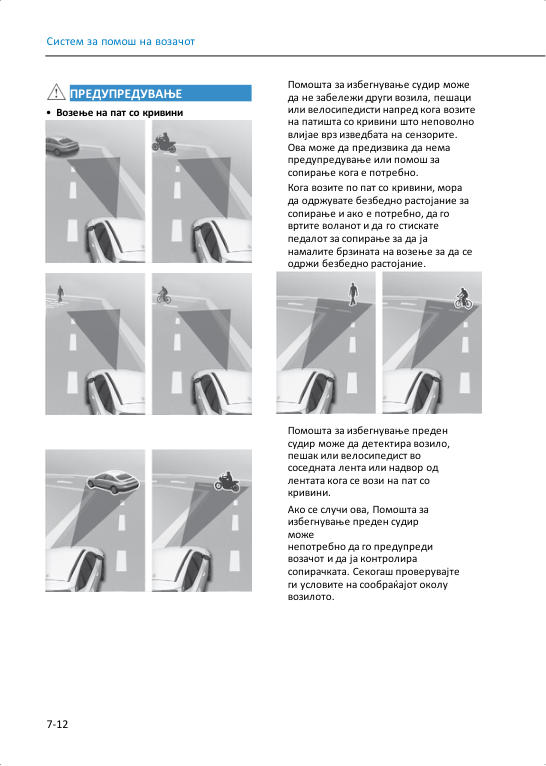 Систем за помош на возачот
ПРЕДУПРЕДУВАЊЕ
• Возење на пат со кривини
Помошта за избегнување судир може
да не забележи други возила, пешаци
или велосипедисти напред кога возите
на патишта со кривини што неповолно
влијае врз изведбата на сензорите.
Ова може да предизвика да нема
предупредување или помош за
сопирање кога е потребно.
Кога возите по пат со кривини, мора
да одржувате безбедно растојание за
сопирање и ако е потребно, да го
вртите воланот и да го стискате
педалот за сопирање за да ја
намалите брзината на возење за да се
одржи безбедно растојание.
Помошта за избегнување преден
судир може да детектира возило,
пешак или велосипедист во
соседната лента или надвор од
лентата кога се вози на пат со
кривини.
Ако се случи ова, Помошта за
избегнување преден судир
може
непотребно да го предупреди
возачот и да ја контролира
сопирачката. Секогаш проверувајте
ги условите на сообраќајот околу
возилото.
7-12